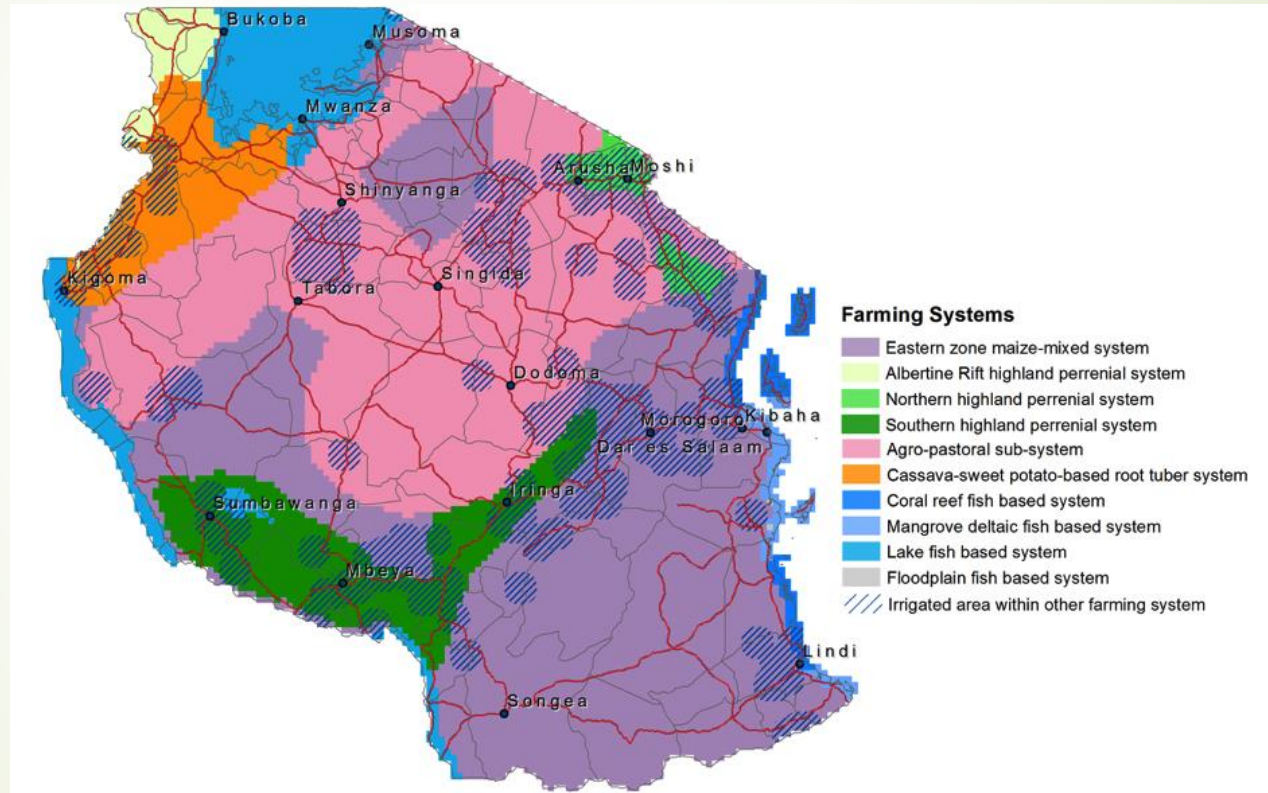 Bukoba
Musoma
Mwanza
Arusha
Moshi
Shinyanga
Kigoma
Singida
Tabora
Dodoma
Morogoro
Kibaha
Dar es Salaam
Iringa
Sumbawanga
Mbeya
Lindi
Songea
Farming Systems
Eastern zone maize-mixed system
Albertine Rift highland perrenial system
Northern highland perrenial system
Southern highland perrenial system
Agro-pastoral sub-system
Cassava-sweet potato-based root tuber system
Coral reef fish based system
Mangrove deltaic fish based system
Lake fish based system
Floodplain fish based system
Irrigated area within other farming system